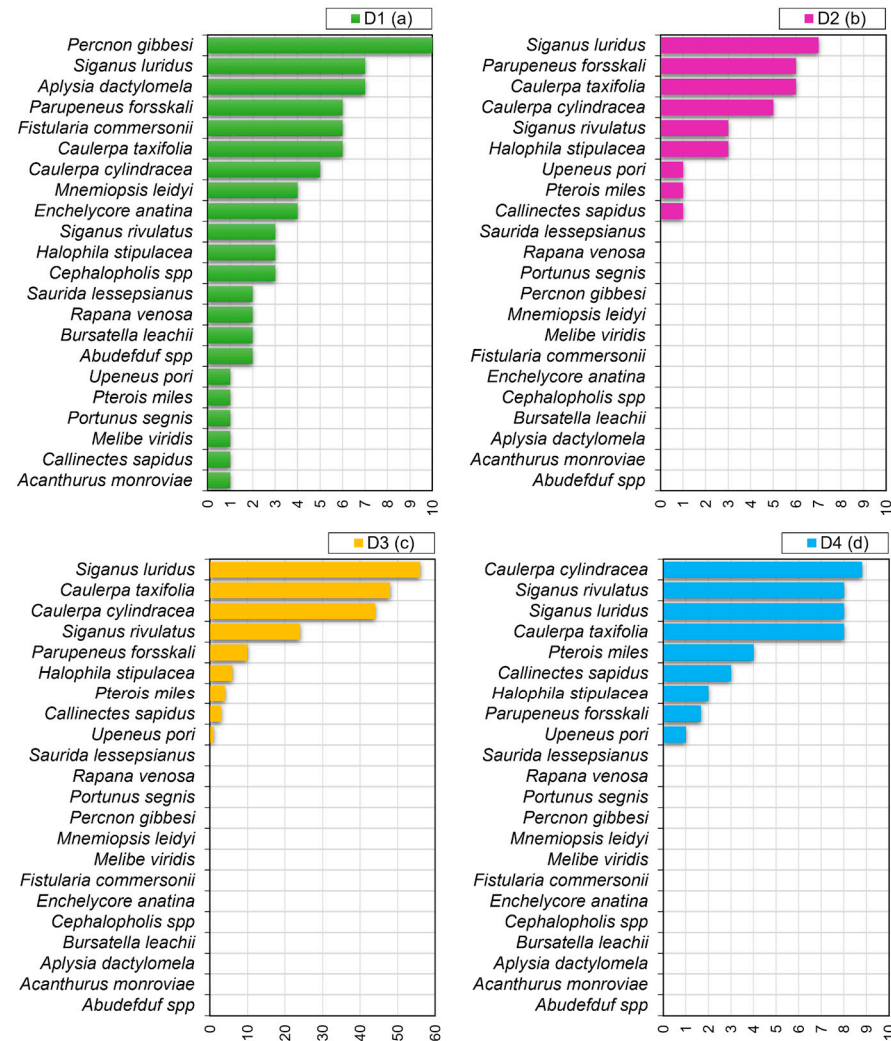 D1 (a)
Percnon gibbesi
Siganus luridus
Aplysia dactylomela
Parupeneus forsskali
Fistularia commersonii
Caulerpa taxifolia
Caulerpa cylindracea
Mnemiopsis leidyi
Enchelycore anatina
Siganus rivulatus
Halophila stipulacea
Cephalopholis spp
Saurida lessepsianus
Rapana venosa
Bursatella leachii
Abudefduf spp
Upeneus pori
Pterois miles
Portunus segnis
Melibe viridis
Callinectes sapidus
Acanthurus monroviae
0 1 2 3 4 5 6 7 8 9 10
D2 (b)
Siganus luridus
Parupeneus forsskali
Caulerpa taxifolia
Caulerpa cylindracea
Siganus rivulatus
Halophila stipulacea
Upeneus pori
Pterois miles
Callinectes sapidus
Saurida lessepsianus
Rapana venosa
Portunus segnis
Percnon gibbesi
Mnemiopsis leidyi
Melibe viridis
Fistularia commersonii
Enchelycore anatina
Cephalopholis spp
Bursatella leachii
Aplysia dactylomela
Acanthurus monroviae
Abudefduf spp
0 1 2 3 4 5 6 7 8 9 10
D3 (c)
Siganus luridus
Caulerpa taxifolia
Caulerpa cylindracea
Siganus rivulatus
Parupeneus forsskali
Halophila stipulacea
Pterois miles
Callinectes sapidus
Upeneus pori
Saurida lessepsianus
Rapana venosa
Portunus segnis
Percnon gibbesi
Mnemiopsis leidyi
Melibe viridis
Fistularia commersonii
Enchelycore anatina
Cephalopholis spp
Bursatella leachii
Aplysia dactylomela
Acanthurus monroviae
Abudefduf spp
0 10 20 30 40 50 60
D4 (d)
Caulerpa cylindracea
Siganus rivulatus
Siganus luridus
Caulerpa taxifolia
Pterois miles
Callinectes sapidus
Halophila stipulacea
Parupeneus forsskali
Upeneus pori
Saurida lessepsianus
Rapana venosa
Portunus segnis
Percnon gibbesi
Mnemiopsis leidyi
Melibe viridis
Fistularia commersonii
Enchelycore anatina
Cephalopholis spp
Bursatella leachii
Aplysia dactylomela
Acanthurus monroviae
Abudefduf spp
0 1 2 3 4 5 6 7 8 9 10